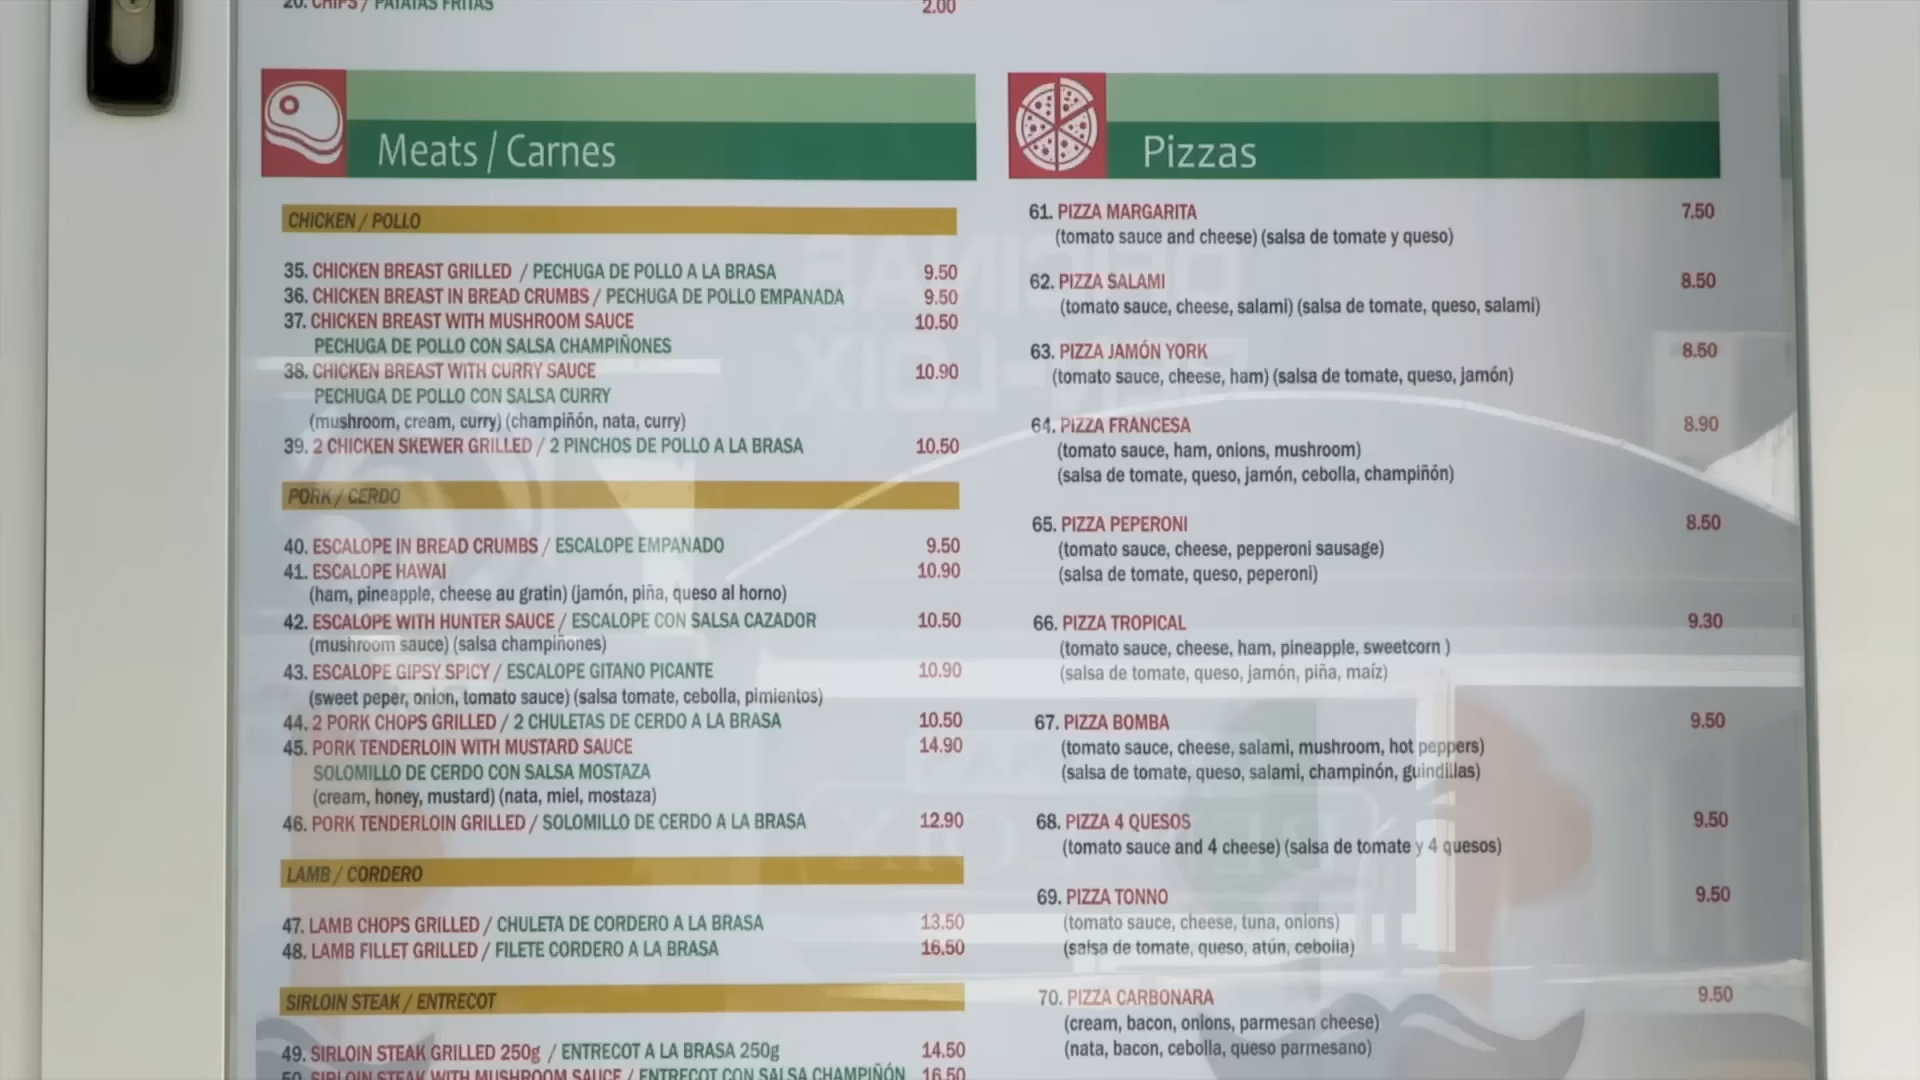 20. CHIPS / PATATAS FRITAS 2.00
Meats / Carnes
CHICKEN / POLLO
35. CHICKEN BREAST GRILLED / PECHUGA DE POLLO A LA BRASA 9.50
36. CHICKEN BREAST IN BREAD CRUMBS / PECHUGA DE POLLO EMPANADA 9.50
37. CHICKEN BREAST WITH MUSHROOM SAUCE 10.50
PECHUGA DE POLLO CON SALSA CHAMPIÑONES
38. CHICKEN BREAST WITH CURRY SAUCE 10.90
PECHUGA DE POLLO CON SALSA CURRY
(mushroom, cream, curry) (champiñón, nata, curry)
39. 2 CHICKEN SKEWER GRILLED / 2 PINCHOS DE POLLO A LA BRASA 10.50
PORK / CERDO
40. ESCALOPE IN BREAD CRUMBS / ESCALOPE EMPANADO 9.50
41. ESCALOPE HAWAI 10.90
(ham, pineapple, cheese au gratin) (jamón, piña, queso al horno)
42. ESCALOPE WITH HUNTER SAUCE / ESCALOPE CON SALSA CAZADOR 10.50
(mushroom sauce) (salsa champiñones)
43. ESCALOPE GIPSY SPICY / ESCALOPE GITANO PICANTE 10.90
(sweet peper, onion, tomato sauce) (salsa tomate, cebolla, pimientos)
44. 2 PORK CHOPS GRILLED / 2 CHULETAS DE CERDO A LA BRASA 10.50
45. PORK TENDERLOIN WITH MUSTARD SAUCE 14.90
SOLOMILLO DE CERDO CON SALSA MOSTAZA
(cream, honey, mustard) (nata, miel, mostaza)
46. PORK TENDERLOIN GRILLED / SOLOMILLO DE CERDO A LA BRASA 12.90
LAMB / CORDERO
47. LAMB CHOPS GRILLED / CHULETA DE CORDERO A LA BRASA 13.50
48. LAMB FILLET GRILLED / FILETE CORDERO A LA BRASA 16.50
SIRLOIN STEAK / ENTRECOT
49. SIRLOIN STEAK GRILLED 250g / ENTRECOT A LA BRASA 250g 14.50
50. SIRLOIN STEAK WITH MUSHROOM SAUCE / ENTRECOT CON SALSA CHAMPIÑÓN 16.50
Pizzas
61. PIZZA MARGARITA 7.50
(tomato sauce and cheese) (salsa de tomate y queso)
62. PIZZA SALAMI 8.50
(tomato sauce, cheese, salami) (salsa de tomate, queso, salami)
63. PIZZA JAMÓN YORK 8.50
(tomato sauce, cheese, ham) (salsa de tomate, queso, jamón)
64. PIZZA FRANCESA 8.90
(tomato sauce, ham, onions, mushroom)
(salsa de tomate, queso, jamón, cebolla, champiñón)
65. PIZZA PEPERONI 8.50
(tomato sauce, cheese, pepperoni sausage)
(salsa de tomate, queso, peperoni)
66. PIZZA TROPICAL 9.30
(tomato sauce, cheese, ham, pineapple, sweetcorn )
(salsa de tomate, queso, jamón, piña, maíz)
67. PIZZA BOMBA 9.50
(tomato sauce, cheese, salami, mushroom, hot peppers)
(salsa de tomate, queso, salami, champinón, guindillas)
68. PIZZA 4 QUESOS 9.50
(tomato sauce and 4 cheese) (salsa de tomate y 4 quesos)
69. PIZZA TONNO 9.50
(tomato sauce, cheese, tuna, onions)
(salsa de tomate, queso, atún, cebolla)
70. PIZZA CARBONARA 9.50
(cream, bacon, onions, parmesan cheese)
(nata, bacon, cebolla, queso parmesano)